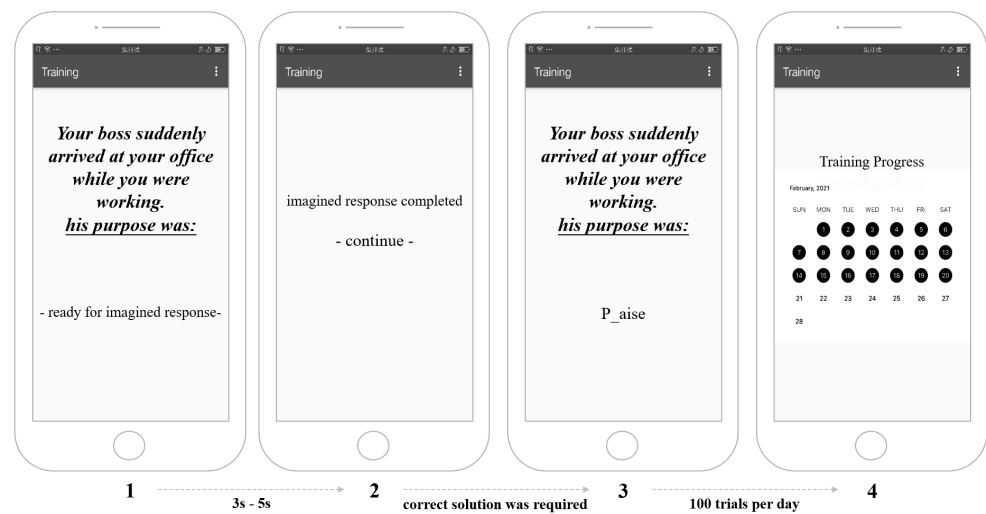 Training
Your boss suddenly
arrived at your office
while you were
working.
his purpose was:
- ready for imagined response-
Training
imagined response completed
- continue -
Training
Your boss suddenly
arrived at your office
while you were
working.
his purpose was:
P_aise
Training
Training Progress
February, 2021
SUN MON TUE WED THU FRI SAT
1 2 3 4 5 6
7 8 9 10 11 12 13
14 15 16 17 18 19 20
21 22 23 24 25 26 27
28
1 2 3 4
3s - 5s correct solution was required 100 trials per day